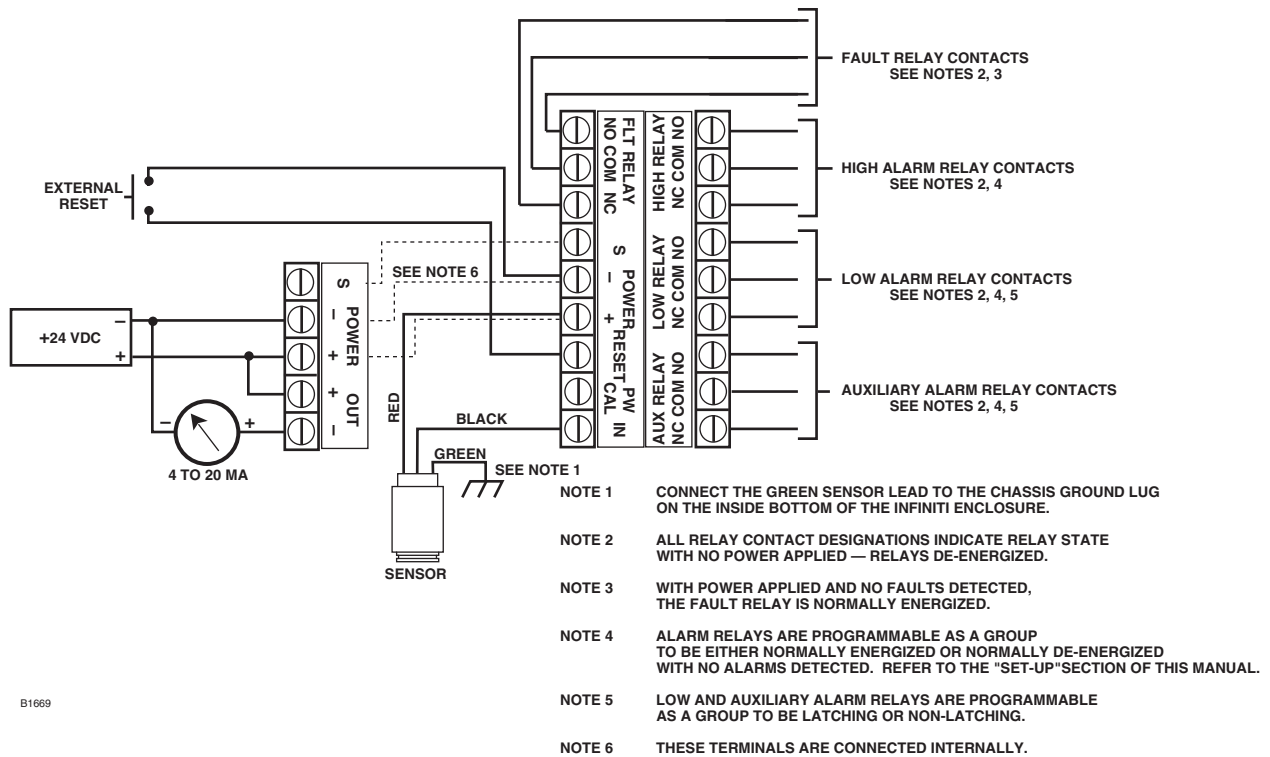 FAULT RELAY CONTACTS
SEE NOTES 2, 3
HIGH ALARM RELAY CONTACTS
SEE NOTES 2, 4
LOW ALARM RELAY CONTACTS
SEE NOTES 2, 4, 5
AUXILIARY ALARM RELAY CONTACTS
SEE NOTES 2, 4, 5
EXTERNAL
RESET
SEE NOTE 6
+24 VDC
–
+
–
+
4 TO 20 MA
S
–
+
POWER
+
–
OUT
FLT RELAY
NO COM NC
S
–
+
POWER
RESET
PW
CAL
IN
HIGH RELAY
NC COM NO
LOW RELAY
NC COM NO
AUX RELAY
NC COM NO
RED
BLACK
GREEN
SEE NOTE 1
SENSOR
NOTE 1 CONNECT THE GREEN SENSOR LEAD TO THE CHASSIS GROUND LUG
ON THE INSIDE BOTTOM OF THE INFINITI ENCLOSURE.
NOTE 2 ALL RELAY CONTACT DESIGNATIONS INDICATE RELAY STATE
WITH NO POWER APPLIED — RELAYS DE-ENERGIZED.
NOTE 3 WITH POWER APPLIED AND NO FAULTS DETECTED,
THE FAULT RELAY IS NORMALLY ENERGIZED.
NOTE 4 ALARM RELAYS ARE PROGRAMMABLE AS A GROUP
TO BE EITHER NORMALLY ENERGIZED OR NORMALLY DE-ENERGIZED
WITH NO ALARMS DETECTED. REFER TO THE "SET-UP"SECTION OF THIS MANUAL.
NOTE 5 LOW AND AUXILIARY ALARM RELAYS ARE PROGRAMMABLE
AS A GROUP TO BE LATCHING OR NON-LATCHING.
NOTE 6 THESE TERMINALS ARE CONNECTED INTERNALLY.
B1669